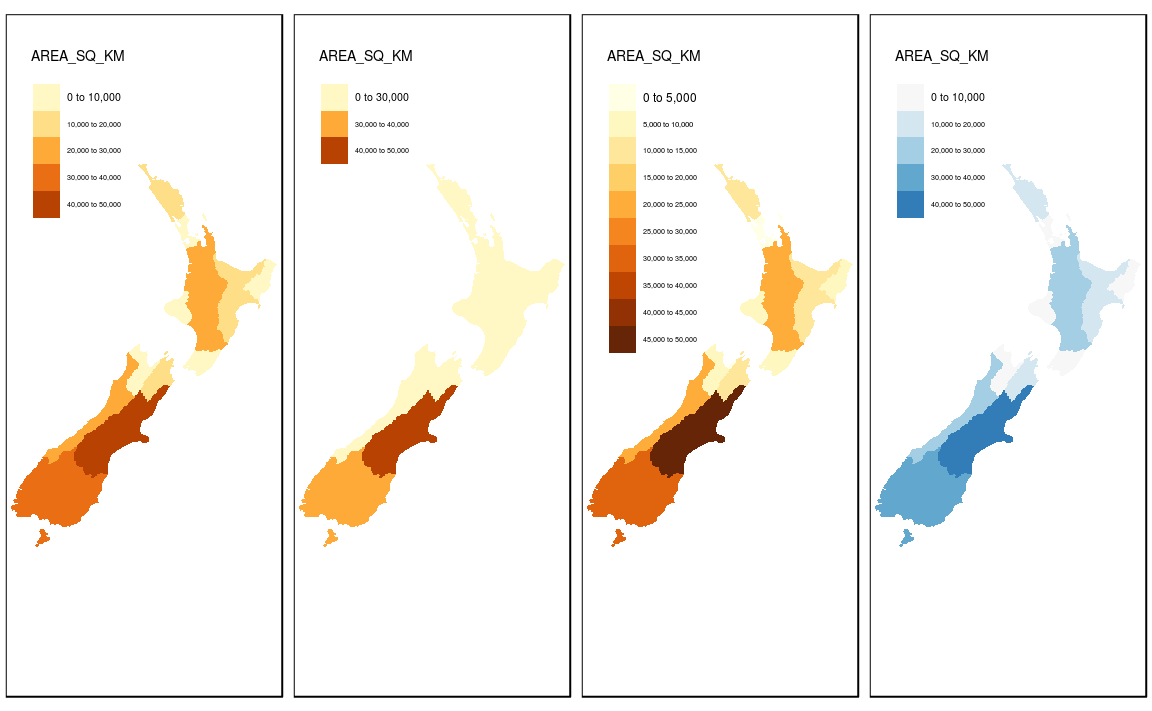 AREA_SQ_KM
0 to 10,000
10,000 to 20,000
20,000 to 30,000
30,000 to 40,000
40,000 to 50,000
AREA_SQ_KM
0 to 30,000
30,000 to 40,000
40,000 to 50,000
AREA_SQ_KM
0 to 5,000
5,000 to 10,000
10,000 to 15,000
15,000 to 20,000
20,000 to 25,000
25,000 to 30,000
30,000 to 35,000
35,000 to 40,000
40,000 to 45,000
45,000 to 50,000
AREA_SQ_KM
0 to 10,000
10,000 to 20,000
20,000 to 30,000
30,000 to 40,000
40,000 to 50,000